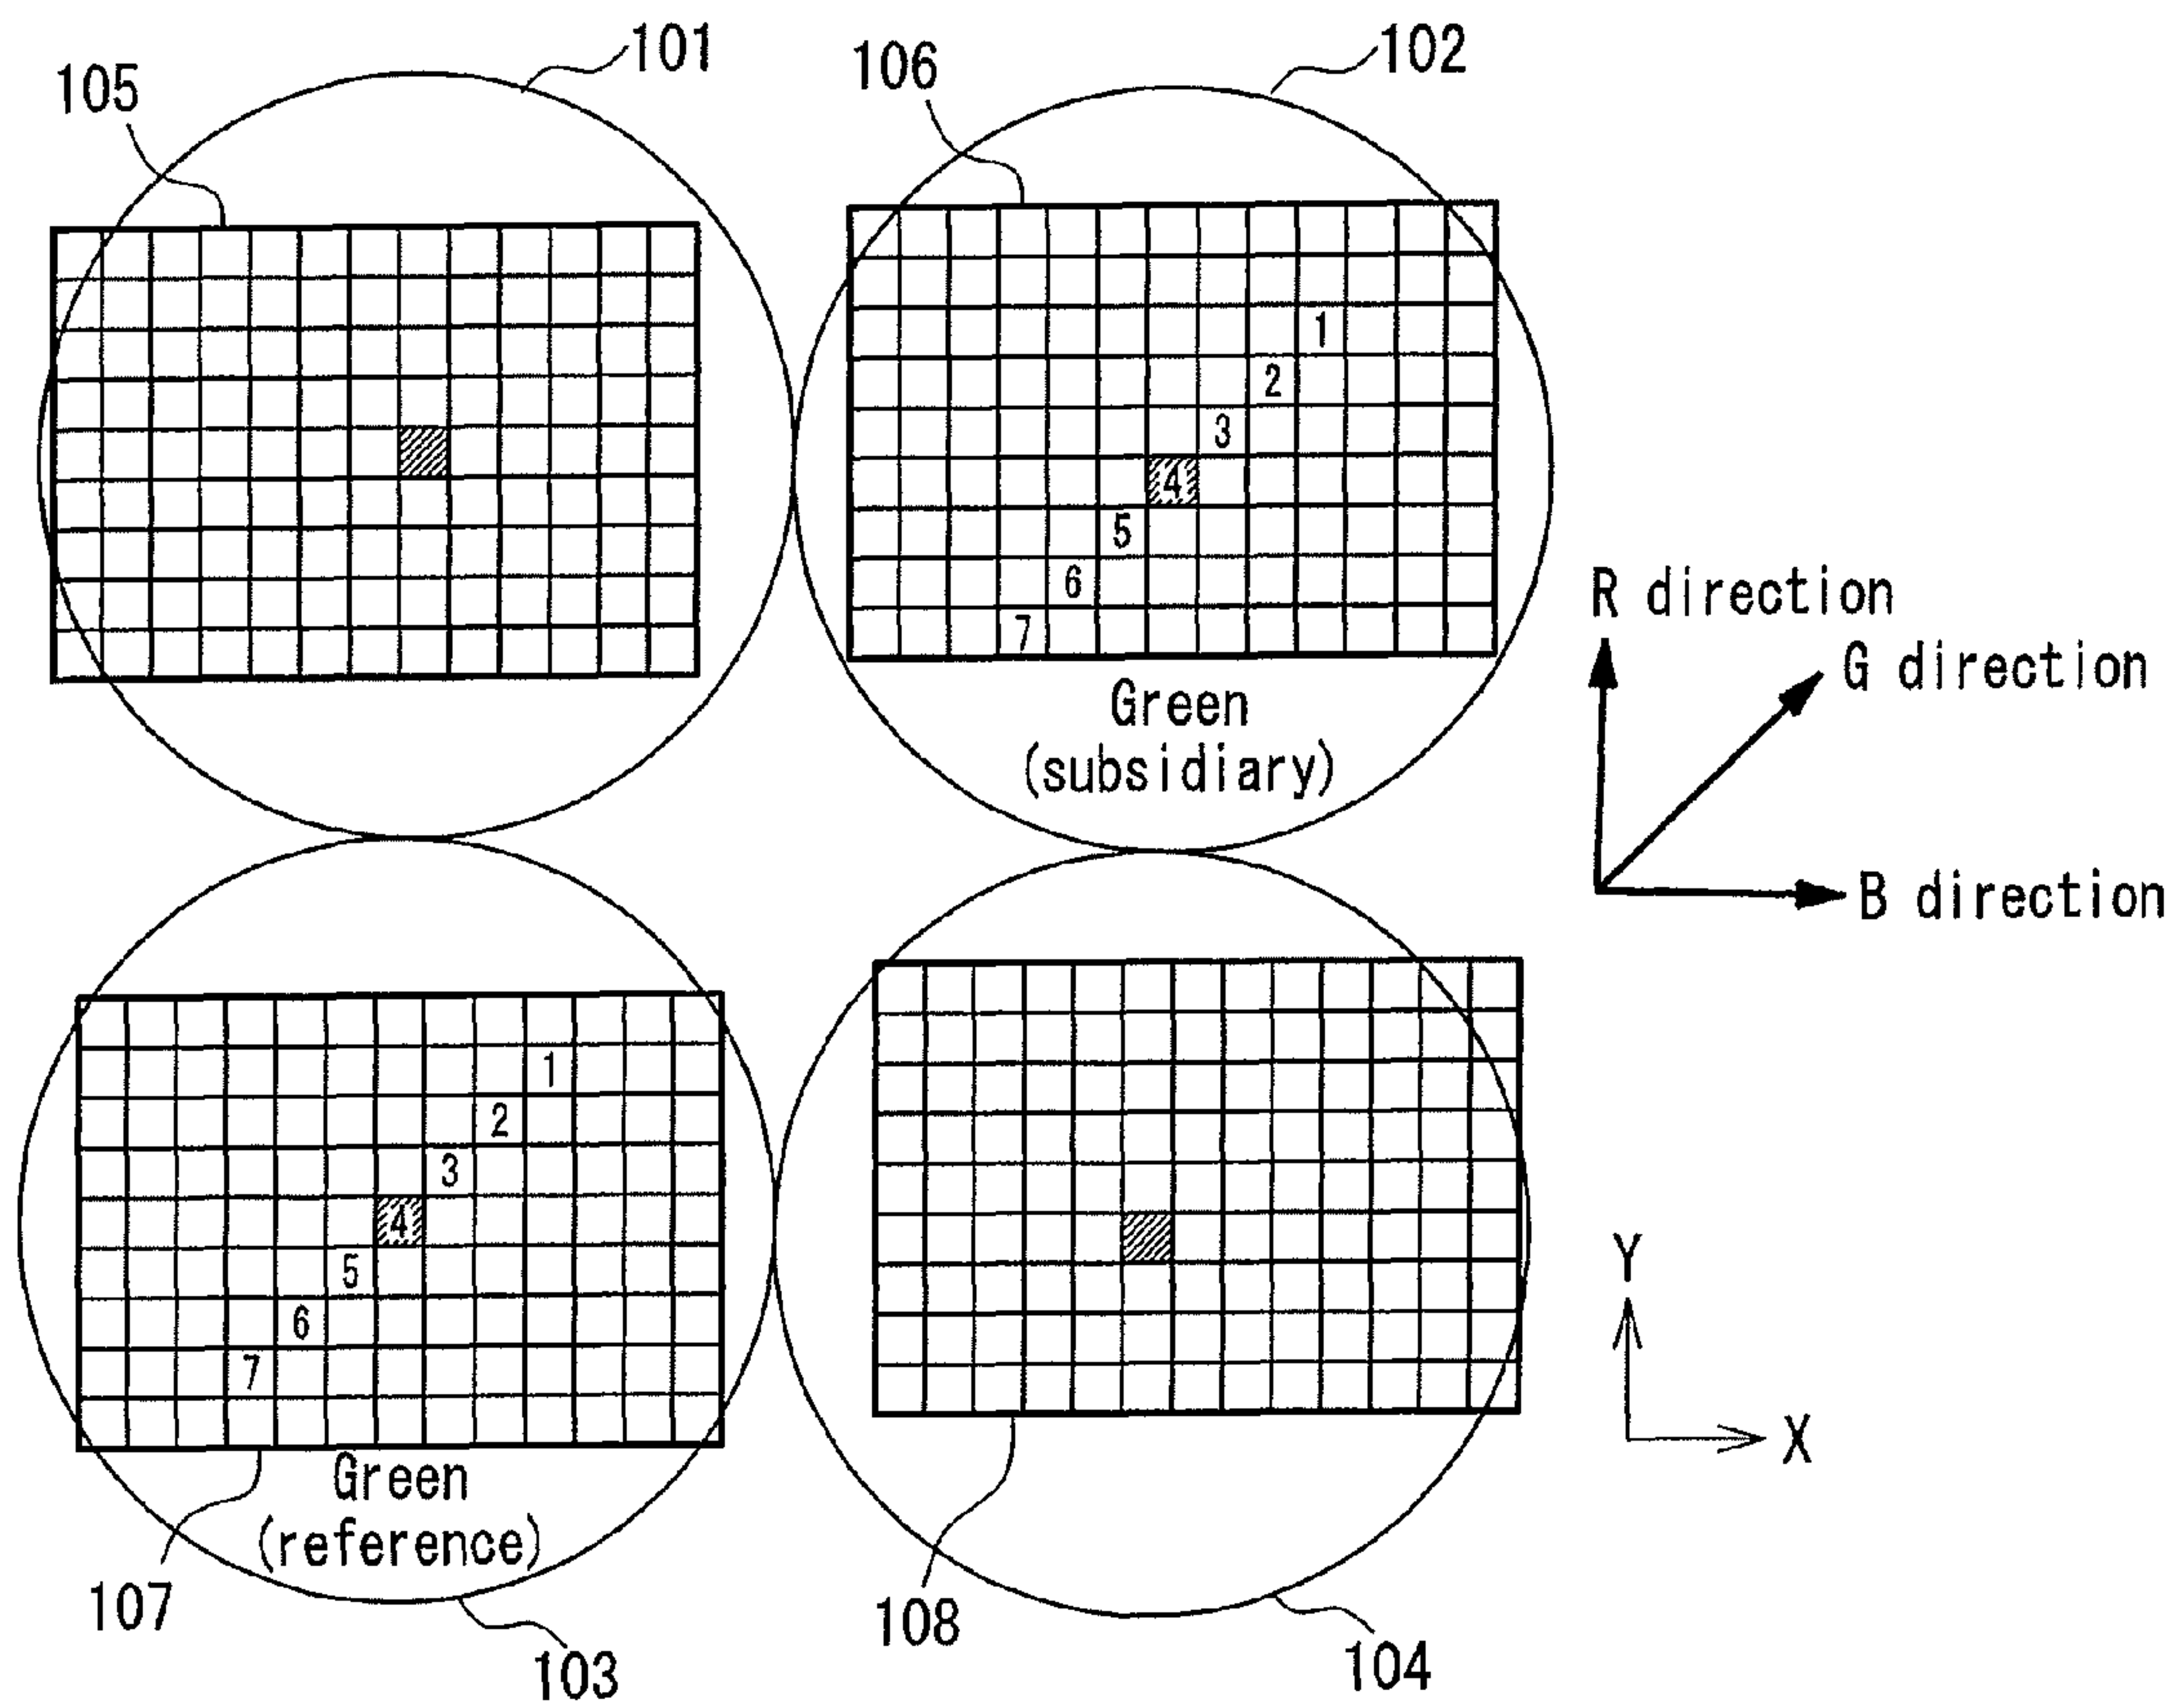 101
102
105
106
1
2
3
4
5
6
7
Green
(subsidiary)
R direction
G direction
B direction
1
2
3
4
5
6
7
Green
(reference)
107
103
108
104
Y
X